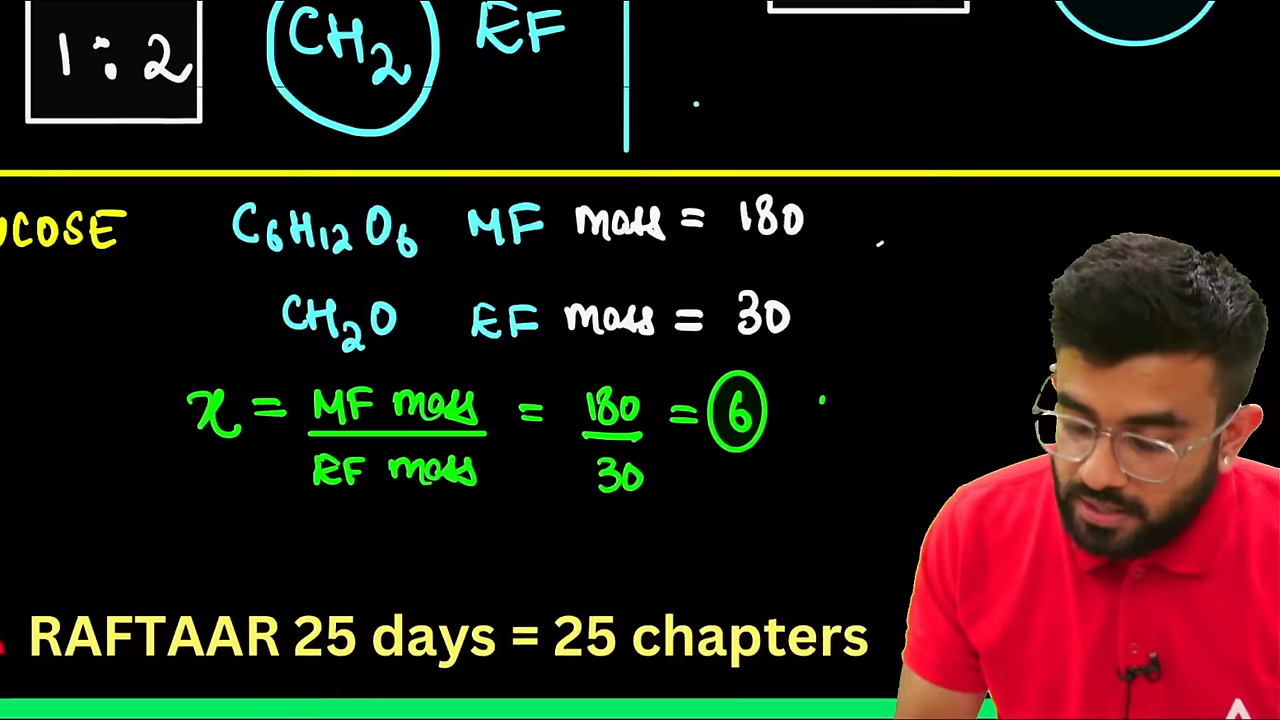 1 : 2
CH2 EF
UCOSE C6H12O6 MF mass = 180
CH2O EF mass = 30
x = MF mass / EF mass = 180 / 30 = 6
RAFTAAR 25 days = 25 chapters